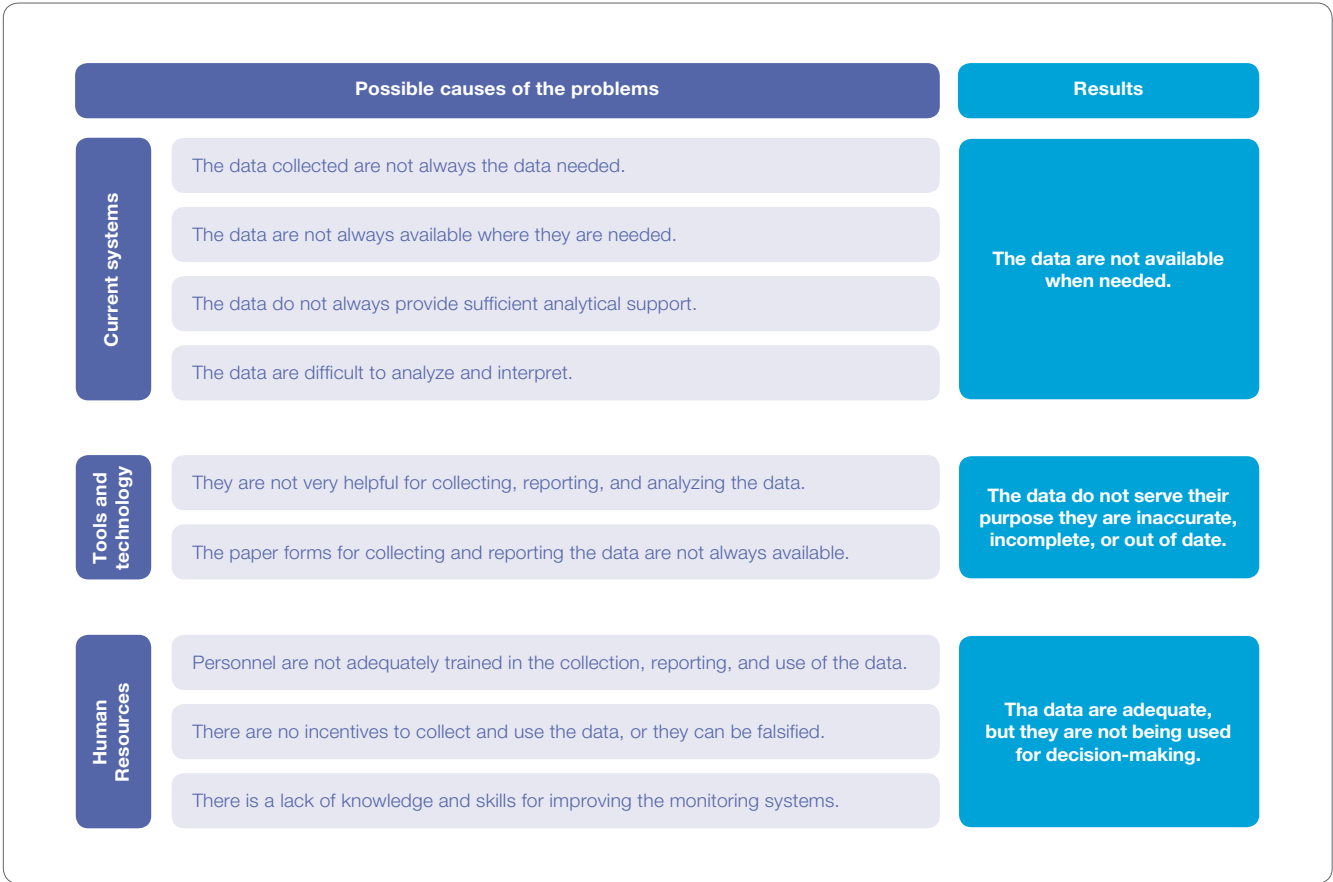 Possible causes of the problems
Results
Current systems
The data collected are not always the data needed.
The data are not always available where they are needed.
The data do not always provide sufficient analytical support.
The data are difficult to analyze and interpret.
The data are not available
when needed.
Tools and
technology
They are not very helpful for collecting, reporting, and analyzing the data.
The paper forms for collecting and reporting the data are not always available.
The data do not serve their
purpose they are inaccurate,
incomplete, or out of date.
Human
Resources
Personnel are not adequately trained in the collection, reporting, and use of the data.
There are no incentives to collect and use the data, or they can be falsified.
There is a lack of knowledge and skills for improving the monitoring systems.
Tha data are adequate,
but they are not being used
for decision-making.